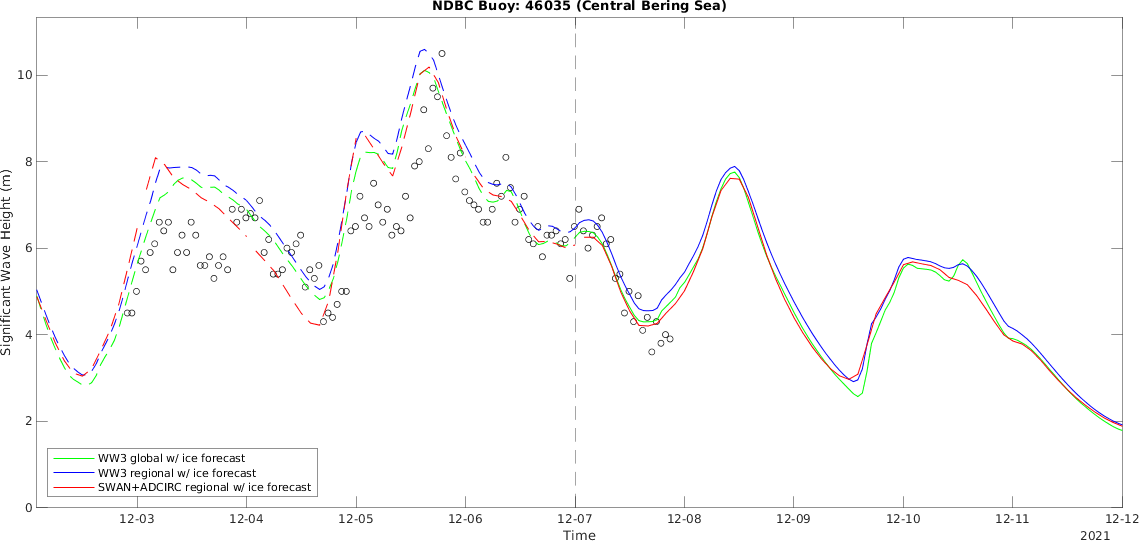 NDBC Buoy: 46035 (Central Bering Sea)
Significant Wave Height (m)
10
8
6
4
2
0
WW3 global w/ ice forecast
WW3 regional w/ ice forecast
SWAN+ADCIRC regional w/ ice forecast
12-03 12-04 12-05 12-06 12-07 12-08 12-09 12-10 12-11 12-12
Time
2021